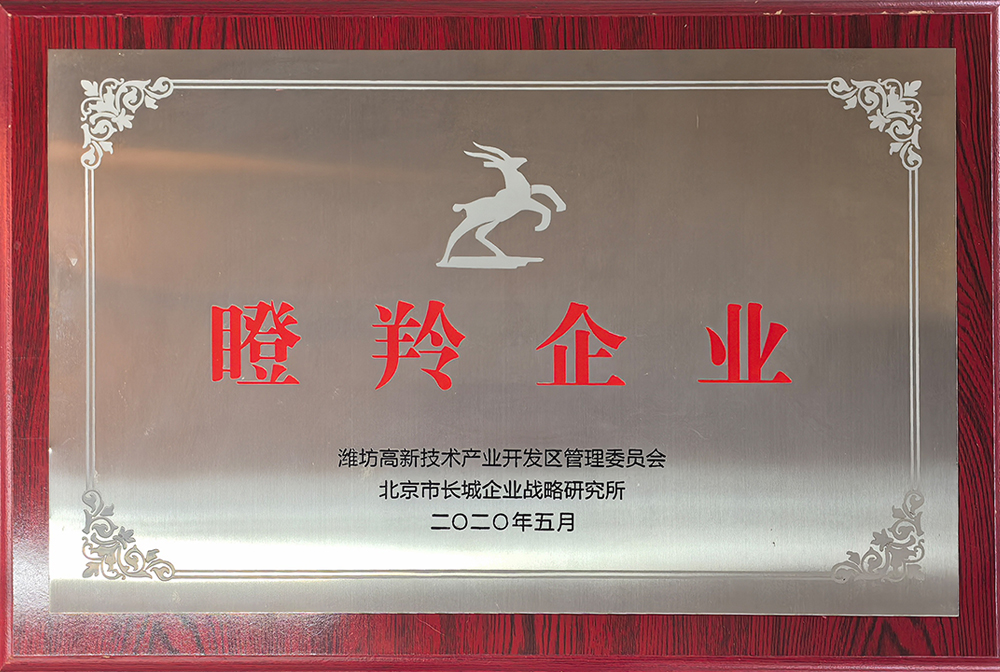 瞪羚企业
潍坊高新技术产业开发区管理委员会
北京市长城企业战略研究所
二〇二〇年五月